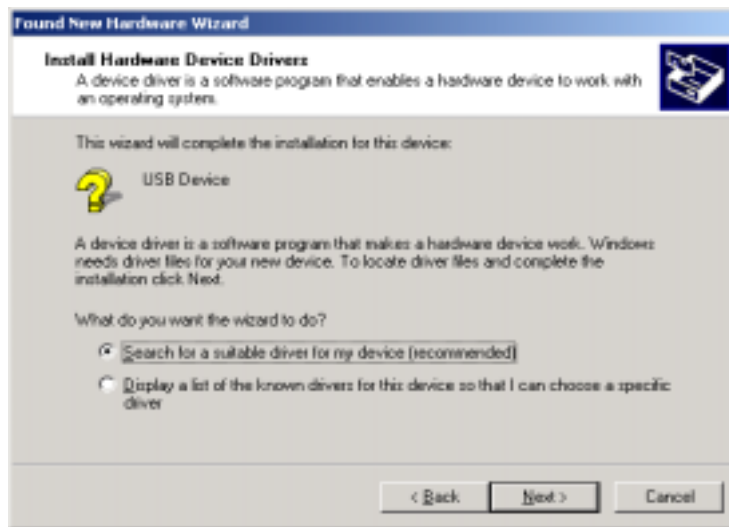 Found New Hardware Wizard
Install Hardware Device Drivers
A device driver is a software program that enables a hardware device to work with
an operating system.
This wizard will complete the installation for this device:
USB Device
A device driver is a software program that makes a hardware device work. Windows
needs driver files for your new device. To locate driver files and complete the
installation click Next.
What do you want the wizard to do?
Search for a suitable driver for my device (recommended)
Display a list of the known drivers for this device so that I can choose a specific
driver
< Back
Next >
Cancel